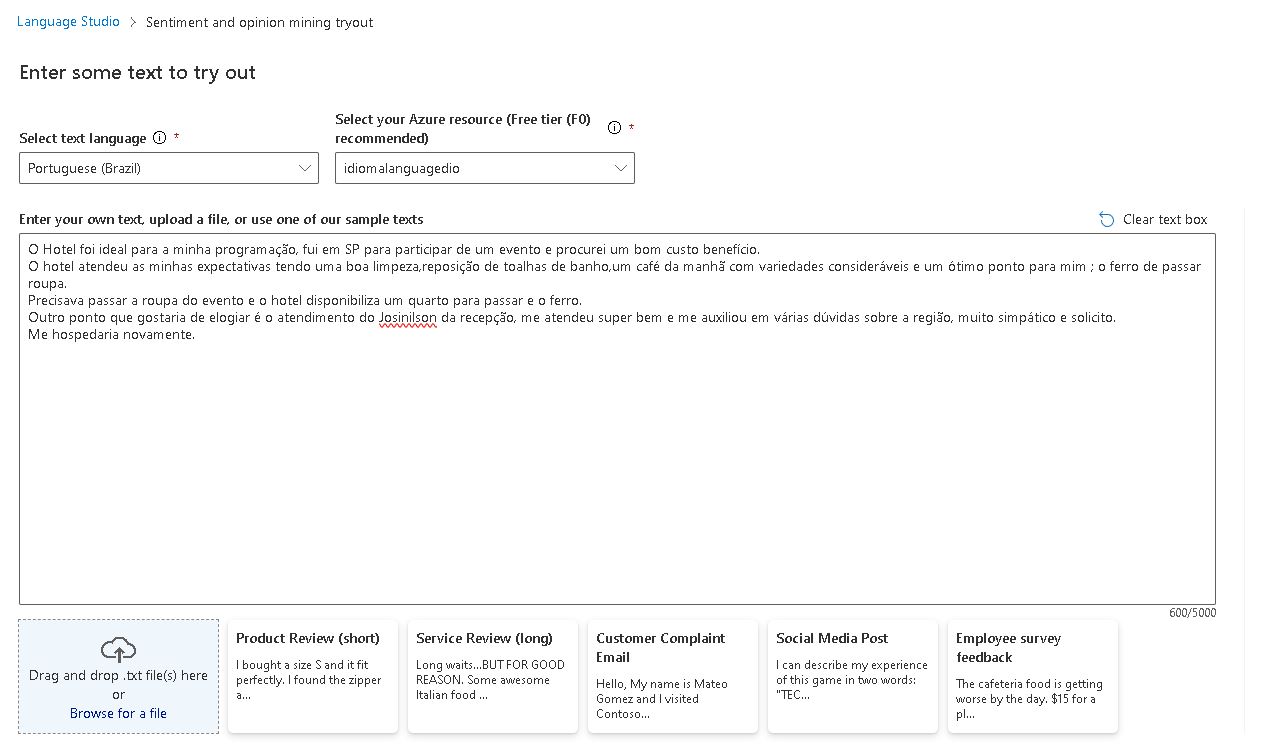 Language Studio > Sentiment and opinion mining tryout
Enter some text to try out
Select text language *
Select your Azure resource (Free tier (F0) recommended) *
Portuguese (Brazil)
idiomalanguagedio
Enter your own text, upload a file, or use one of our sample texts
Clear text box
O Hotel foi ideal para a minha programação, fui em SP para participar de um evento e procurei um bom custo benefício.
O hotel atendeu as minhas expectativas tendo uma boa limpeza,reposição de toalhas de banho,um café da manhã com variedades consideráveis e um ótimo ponto para mim ; o ferro de passar
roupa.
Precisava passar a roupa do evento e o hotel disponibiliza um quarto para passar e o ferro.
Outro ponto que gostaria de elogiar é o atendimento do Josinilson da recepção, me atendeu super bem e me auxiliou em várias dúvidas sobre a região, muito simpático e solicito.
Me hospedaria novamente.
600/5000
Drag and drop .txt file(s) here
or
Browse for a file
Product Review (short)
I bought a size S and it fit
perfectly. I found the zipper
a...
Service Review (long)
Long waits...BUT FOR GOOD
REASON. Some awesome
Italian food ...
Customer Complaint
Email
Hello, My name is Mateo
Gomez and I visited
Contoso...
Social Media Post
I can describe my experience
of this game in two words:
"TEC...
Employee survey
feedback
The cafeteria food is getting
worse by the day. $15 for a
pl...